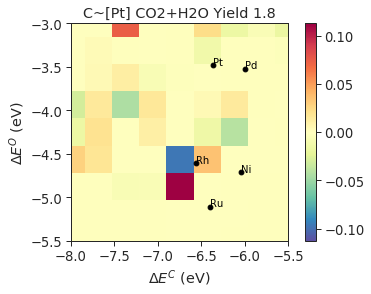 C~[Pt] CO2+H2O Yield 1.8
−3.0
−3.5
−4.0
−4.5
−5.0
−5.5
ΔE^O (eV)
Pt
Pd
Rh
Ni
Ru
−8.0 −7.5 −7.0 −6.5 −6.0 −5.5
ΔE^C (eV)
0.10
0.05
0.00
−0.05
−0.10